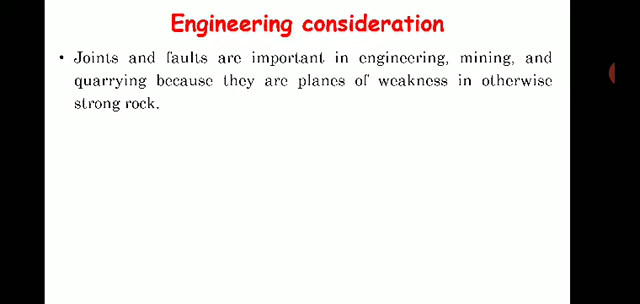 Engineering consideration
• Joints and faults are important in engineering, mining, and
quarrying because they are planes of weakness in otherwise
strong rock.